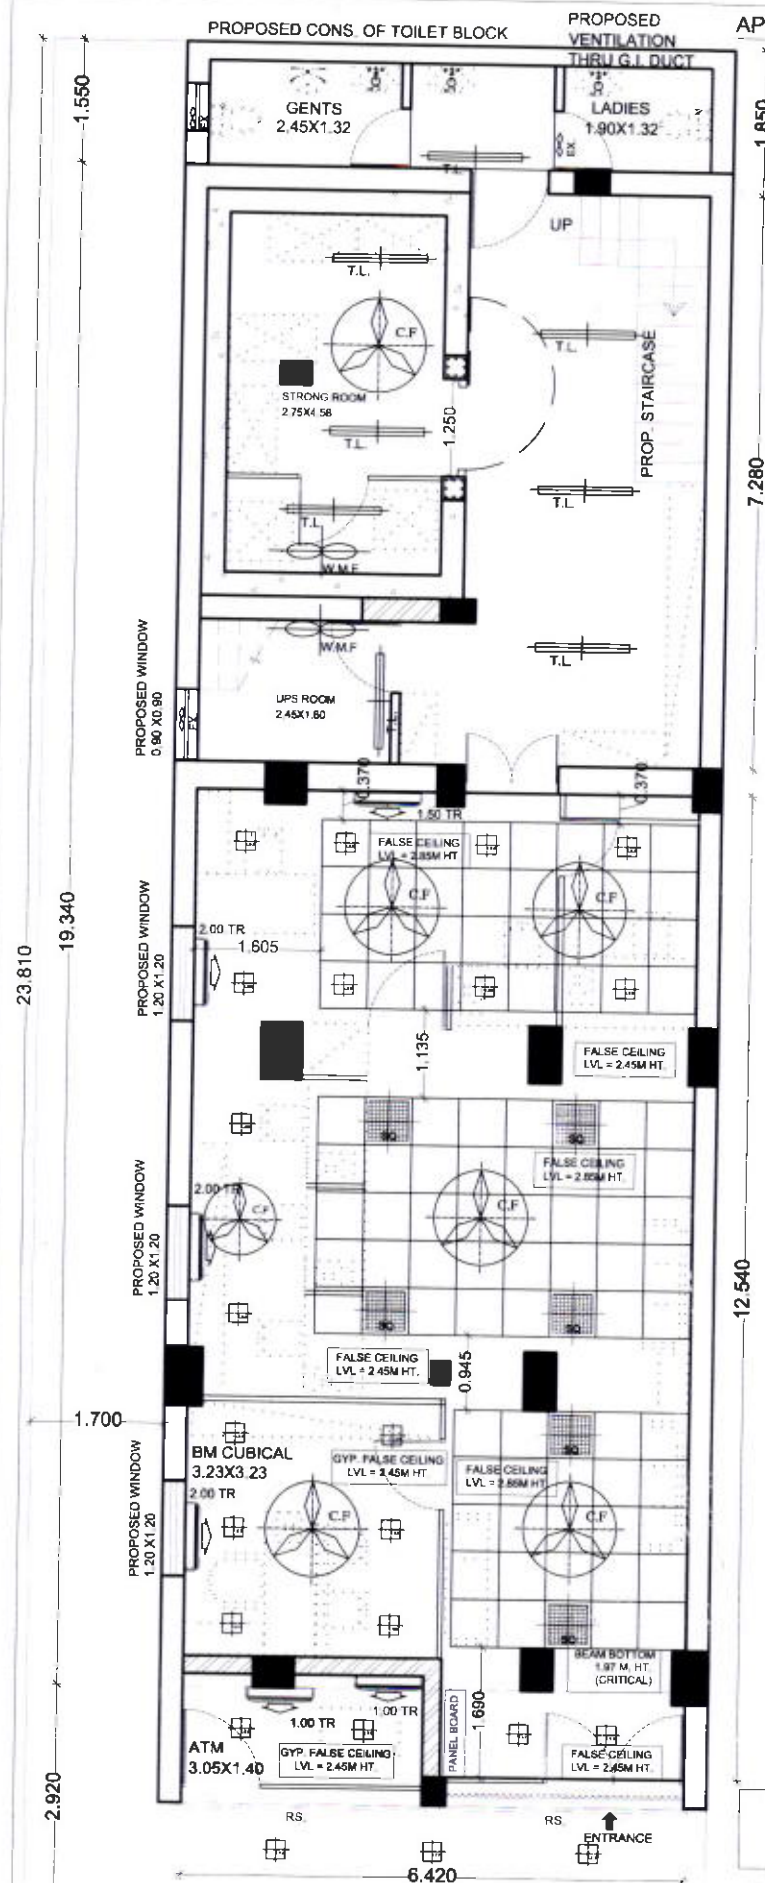 PROPOSED CONS. OF TOILET BLOCK
PROPOSED
VENTILATION
THRU G.I. DUCT
AP
1.550
1.850
EX
GENTS
2.45X1.32
LADIES
1.90X1.32
EX.
T.L.
UP
T.L.
C.F
T.L.
STRONG ROOM
2.75X4.58
1.250
PROP. STAIRCASE
7.280
T.L.
T.L
T.L.
W.M.F
PROPOSED WINDOW
0.90 X0.90
W.M.F
T.L
EX.
UPS ROOM
2.45X1.60
T.L.
0.370
0.370
1.50 TR
FALSE CEILING
LVL = 2.85M HT.
C.F
C.F
19.340
23.810
PROPOSED WINDOW
1.20 X1.20
2.00 TR
1.605
1.135
FALSE CEILING
LVL = 2.45M HT.
SQ
SQ
FALSE CEILING
LVL = 2.85M HT.
PROPOSED WINDOW
1.20 X1.20
2.00 TR
C.F
C.F
12.540
SQ
SQ
FALSE CEILING
LVL = 2.45M HT.
0.945
1.700
BM CUBICAL
3.23X3.23
GYP. FALSE CEILING
LVL = 2.45M HT.
SQ
FALSE CEILING
LVL = 2.85M HT.
PROPOSED WINDOW
1.20 X1.20
2.00 TR
C.F
C.F
SQ
BEAM BOTTOM
1.97 M. HT.
(CRITICAL)
1.690
PANEL BOARD
1.00 TR
1.00 TR
ATM
3.05X1.40
GYP. FALSE CEILING
LVL = 2.45M HT.
FALSE CEILING
LVL = 2.45M HT.
2.920
RS.
RS.
ENTRANCE
6.420